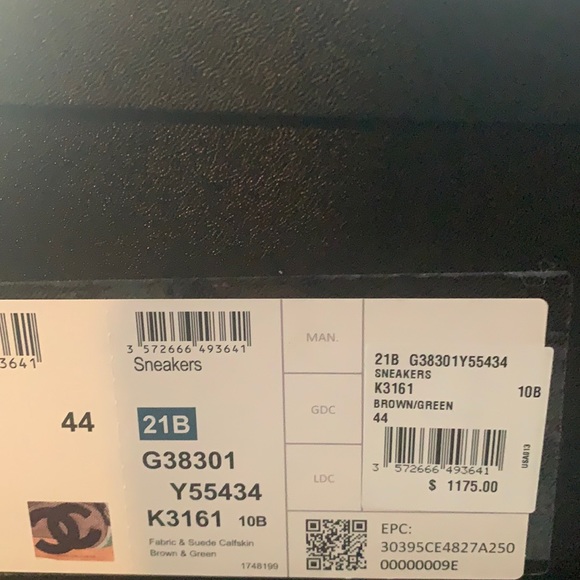 3641
44
3 572666 493641
Sneakers
21B
G38301
Y55434
K3161 10B
Fabric & Suede Calfskin
Brown & Green
1748199
MAN.
GDC
LDC
21B G38301Y55434
SNEAKERS
K3161 10B
BROWN/GREEN
44
3 572666 493641
USA013
$ 1175.00
EPC:
30395CE4827A250
00000009E